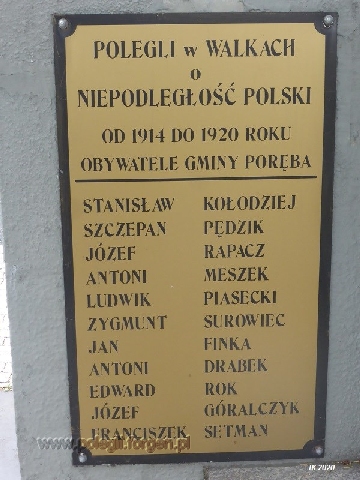 POLEGLI w WALKACH
o
NIEPODLEGŁOŚĆ POLSKI
OD 1914 DO 1920 ROKU
OBYWATELE GMINY PORĘBA
STANISŁAW KOŁODZIEJ
SZCZEPAN PĘDZIK
JÓZEF RAPACZ
ANTONI MESZEK
LUDWIK PIASECKI
ZYGMUNT SUROWIEC
JAN FINKA
ANTONI DRABEK
EDWARD ROK
JÓZEF GÓRALCZYK
FRANCISZEK SETMAN
www.polegli.forgen.pl
IX 2020